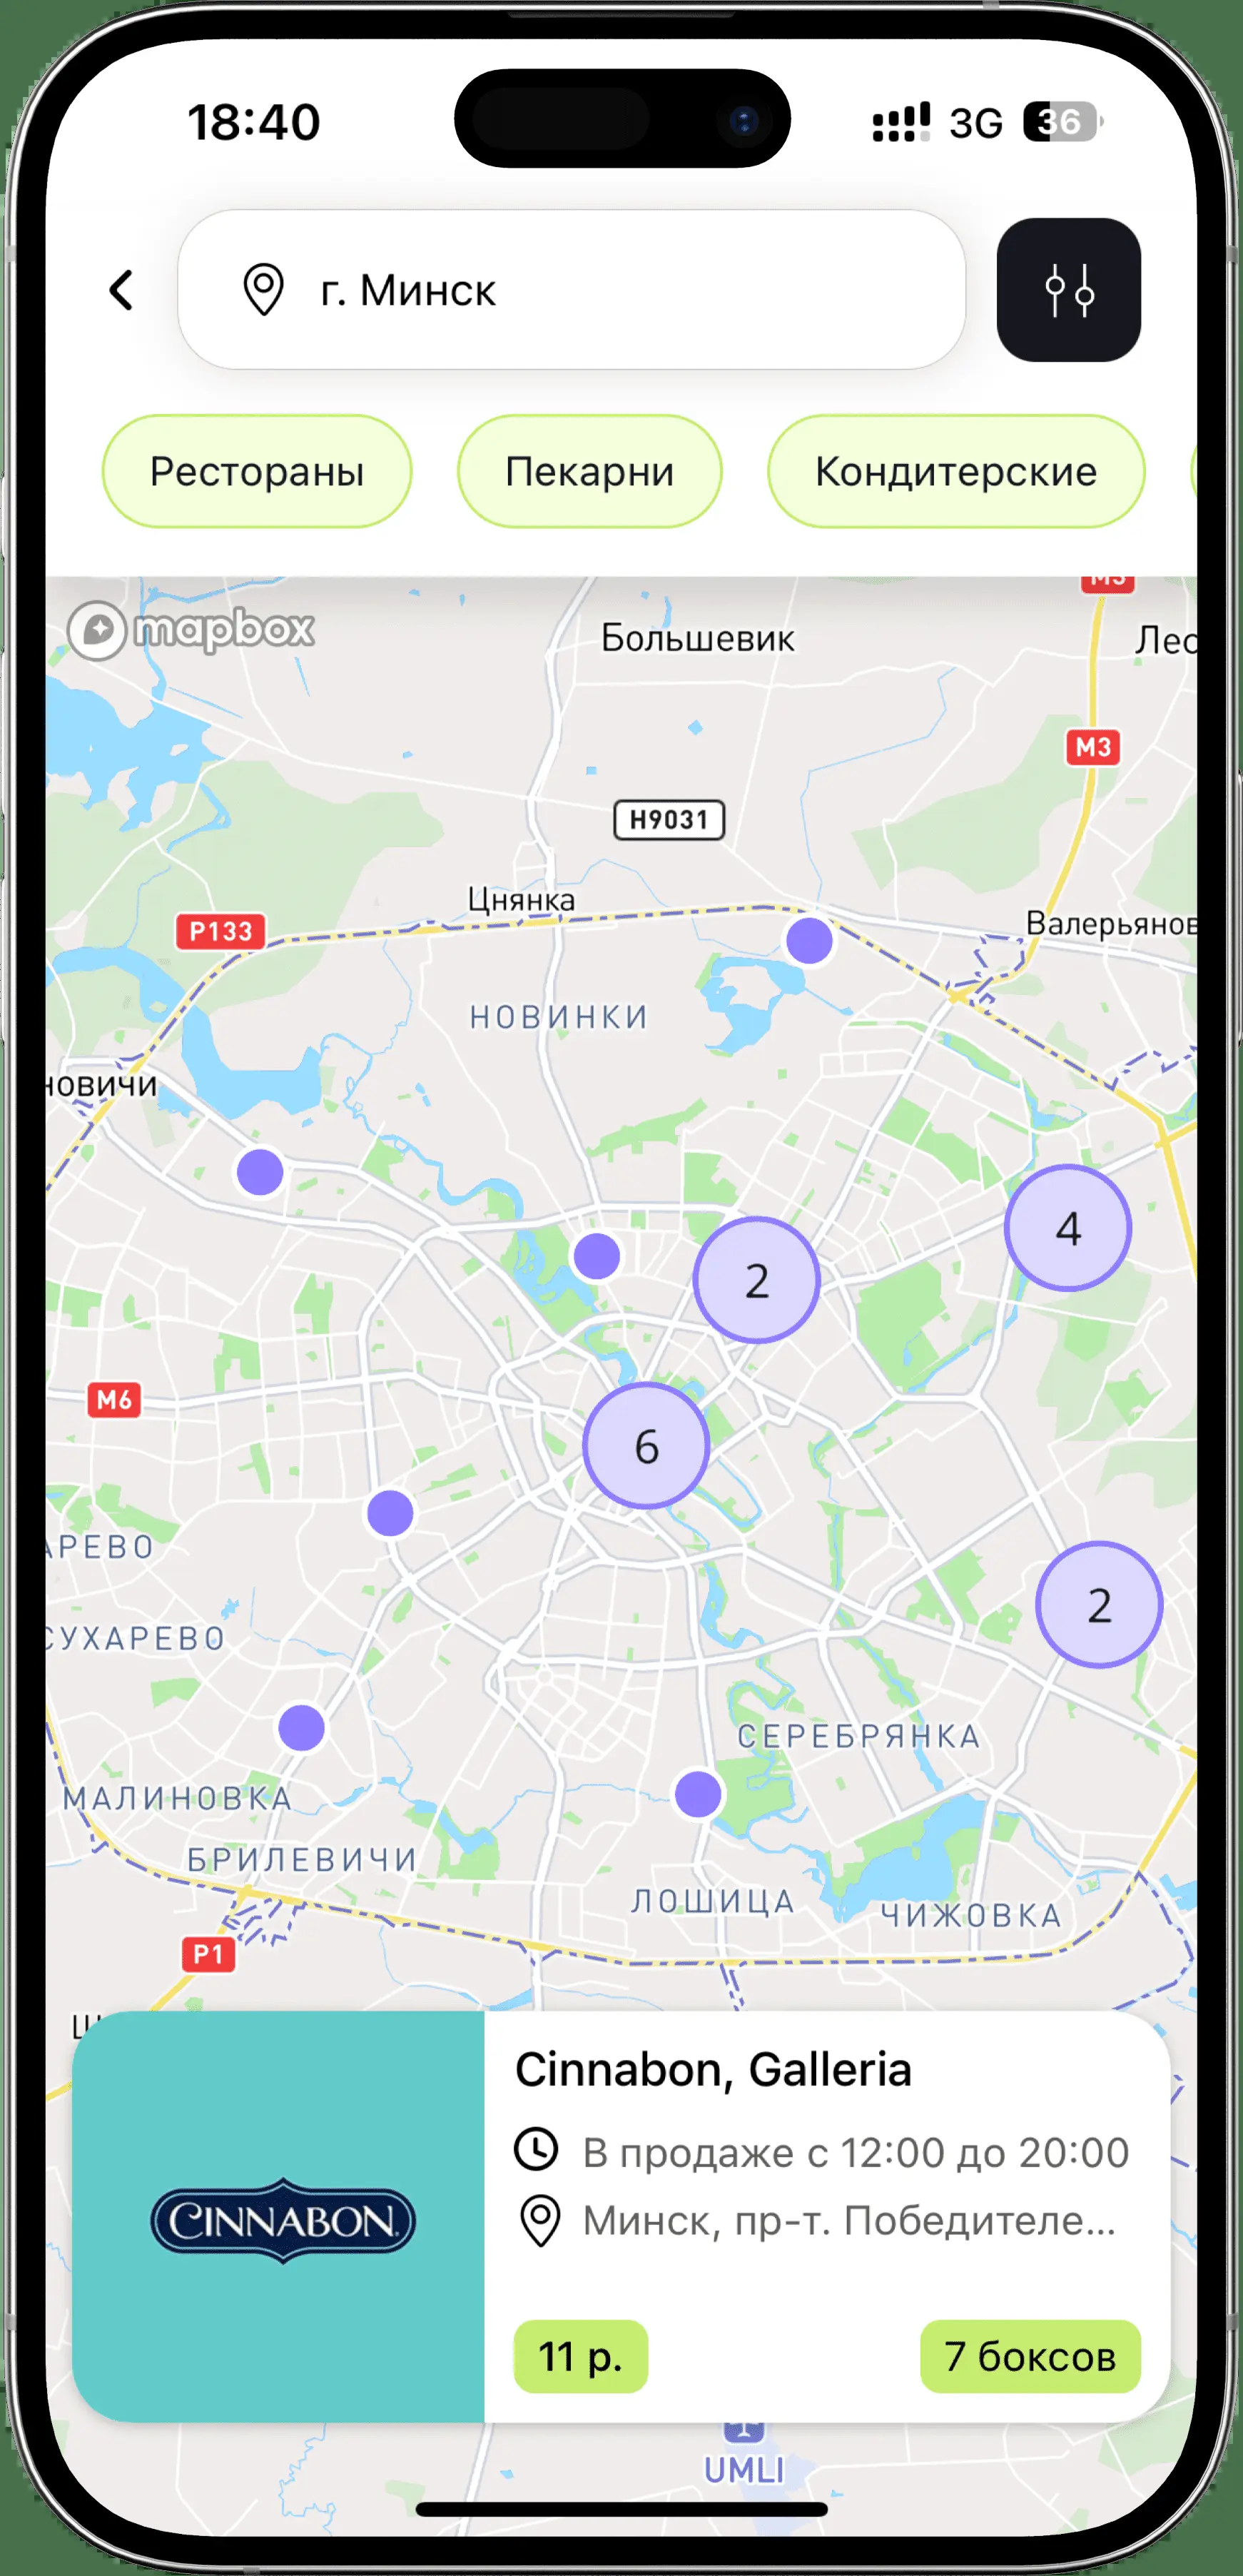 18:40
3G 36
г. Минск
Рестораны Пекарни Кондитерские
mapbox
Большевик
Лес
M3
M3
H9031
Цнянка
P133
Валерьянов
НОВИНКИ
новичи
4
2
6
M6
АРЕВО
2
СУХАРЕВО
СЕРЕБРЯНКА
МАЛИНОВКА
БРИЛЕВИЧИ
ЛОШИЦА
ЧИЖОВКА
P1
Cinnabon, Galleria
В продаже с 12:00 до 20:00
CINNABON
Минск, пр-т. Победителе...
11 р.
7 боксов
UMLI